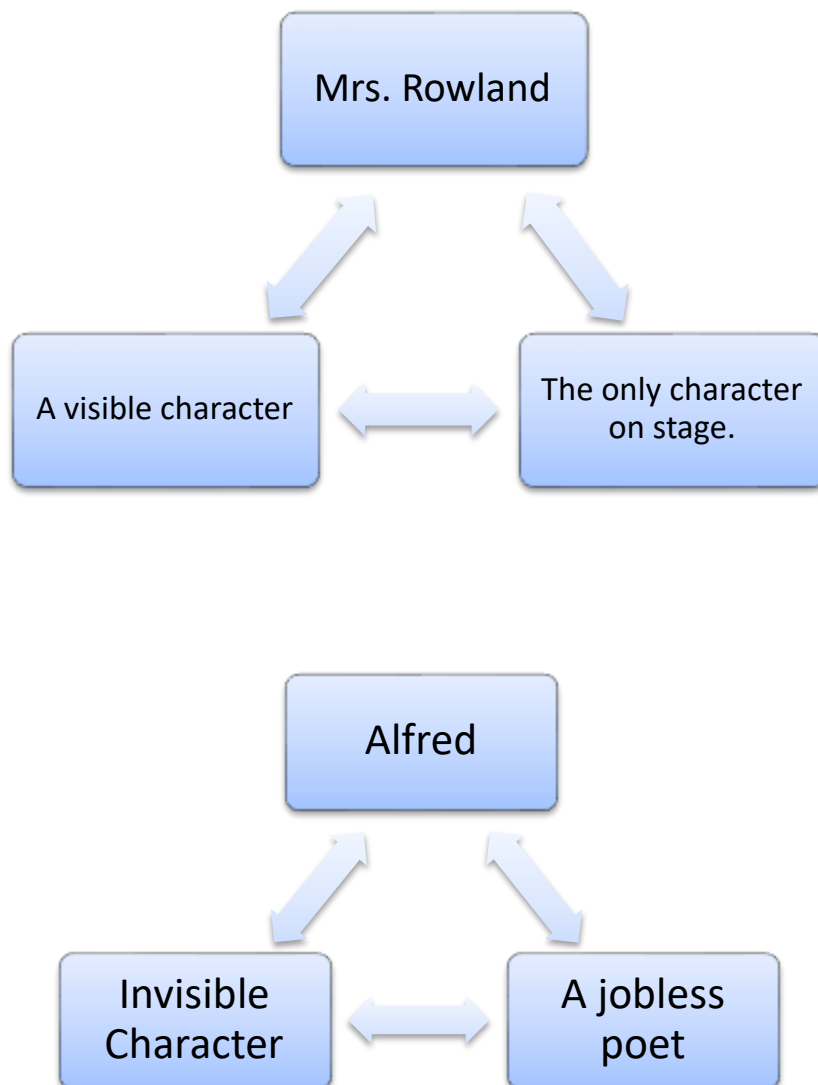 Mrs. Rowland
A visible character
The only character
on stage.
Alfred
Invisible
Character
A jobless
poet